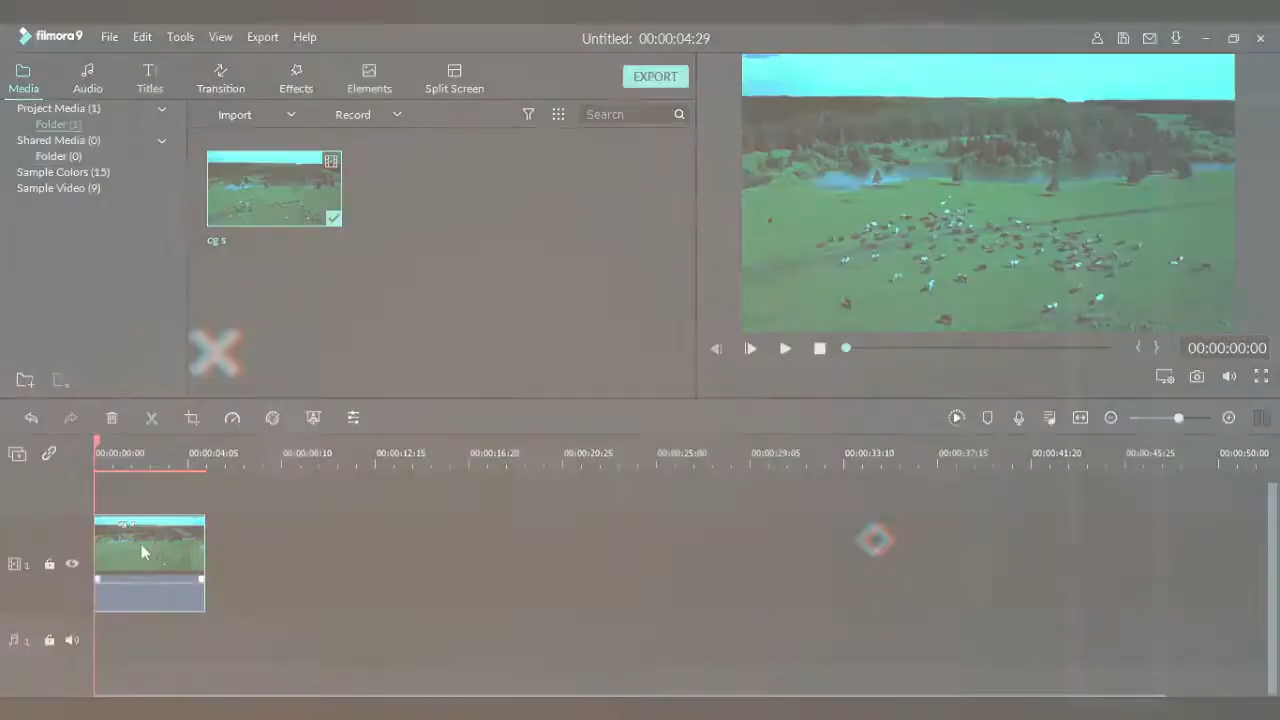 filmora9 File Edit Tools View Export Help Untitled: 00:00:04:29
Media Audio Titles Transition Effects Elements Split Screen EXPORT
Project Media (1)
Folder (1)
Shared Media (0)
Folder (0)
Sample Colors (15)
Sample Video (9)
Import Record Search
cg s
00:00:00:00
00:00:00:00 00:00:04:05 00:00:08:10 00:00:12:15 00:00:16:20 00:00:20:25 00:00:25:00 00:00:29:05 00:00:33:10 00:00:37:15 00:00:41:20 00:00:45:25 00:00:50:00
cg s
1
1